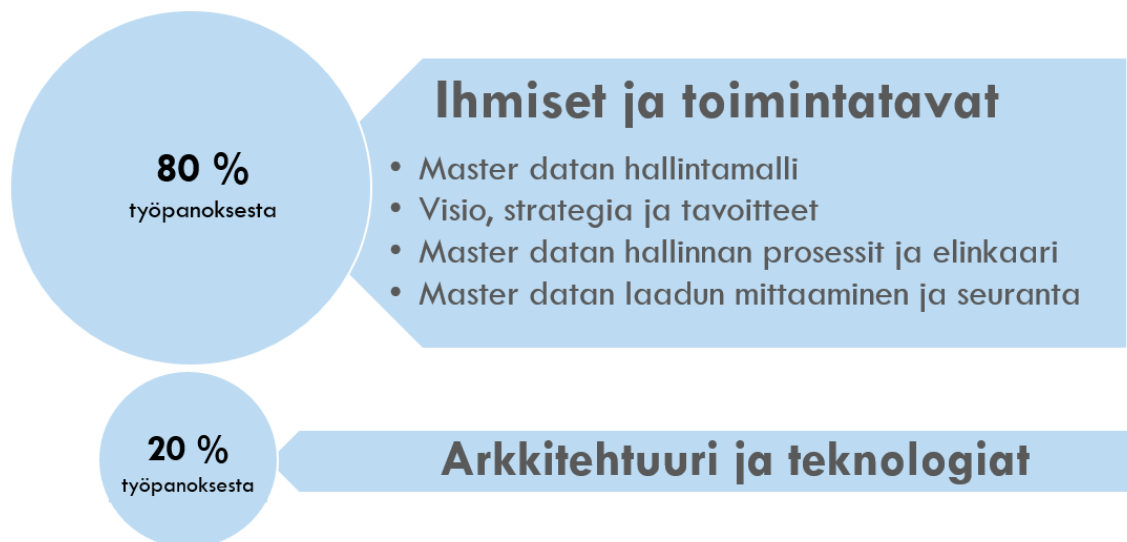 80 %
työpanoksesta
Ihmiset ja toimintatavat
• Master datan hallintamalli
• Visio, strategia ja tavoitteet
• Master datan hallinnan prosessit ja elinkaari
• Master datan laadun mittaaminen ja seuranta
20 %
työpanoksesta
Arkkitehtuuri ja teknologiat